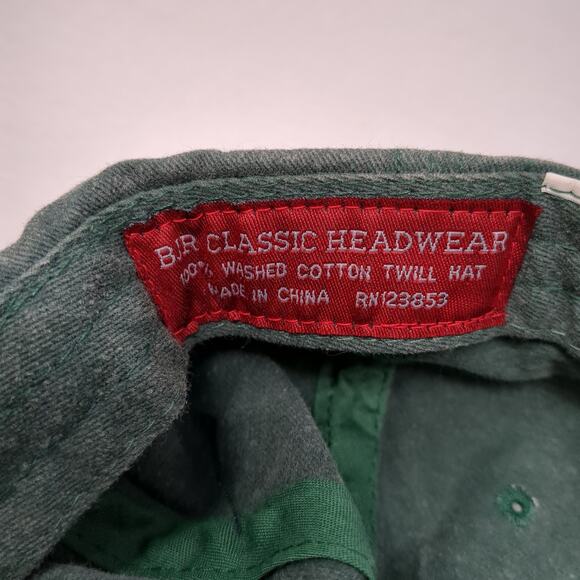 B.J.R CLASSIC HEADWEAR
100% WASHED COTTON TWILL HAT
MADE IN CHINA RN123853